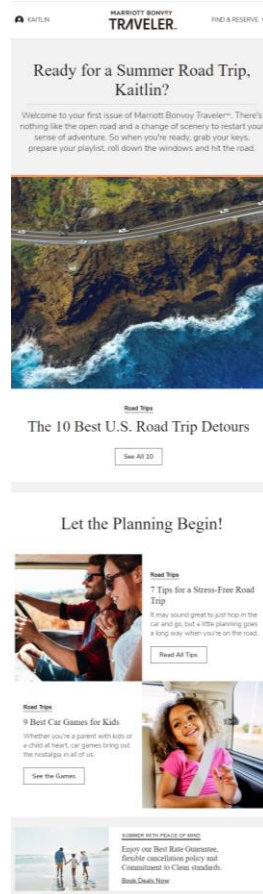 KAITLIN
MARRIOTT BONVOY
TRAVELER.
FIND & RESERVE
Ready for a Summer Road Trip,
Kaitlin?
Welcome to your first issue of Marriott Bonvoy Traveler℠. There's
nothing like the open road and a change of scenery to restart your
sense of adventure. So when you're ready, grab your keys,
prepare your playlist, roll down the windows and hit the road.
Road Trips
The 10 Best U.S. Road Trip Detours
See All 10
Let the Planning Begin!
Road Trips
7 Tips for a Stress-Free Road
Trip
It may sound great to just hop in the
car and go, but a little planning goes
a long way when you're on the road.
Read All Tips
Road Trips
9 Best Car Games for Kids
Whether you're a parent with kids or
a child at heart, car games bring out
the nostalgia in all of us.
See the Games
SUMMER WITH PEACE OF MIND
Enjoy our Best Rate Guarantee,
flexible cancellation policy and
Commitment to Clean standards.
Book Deals Now